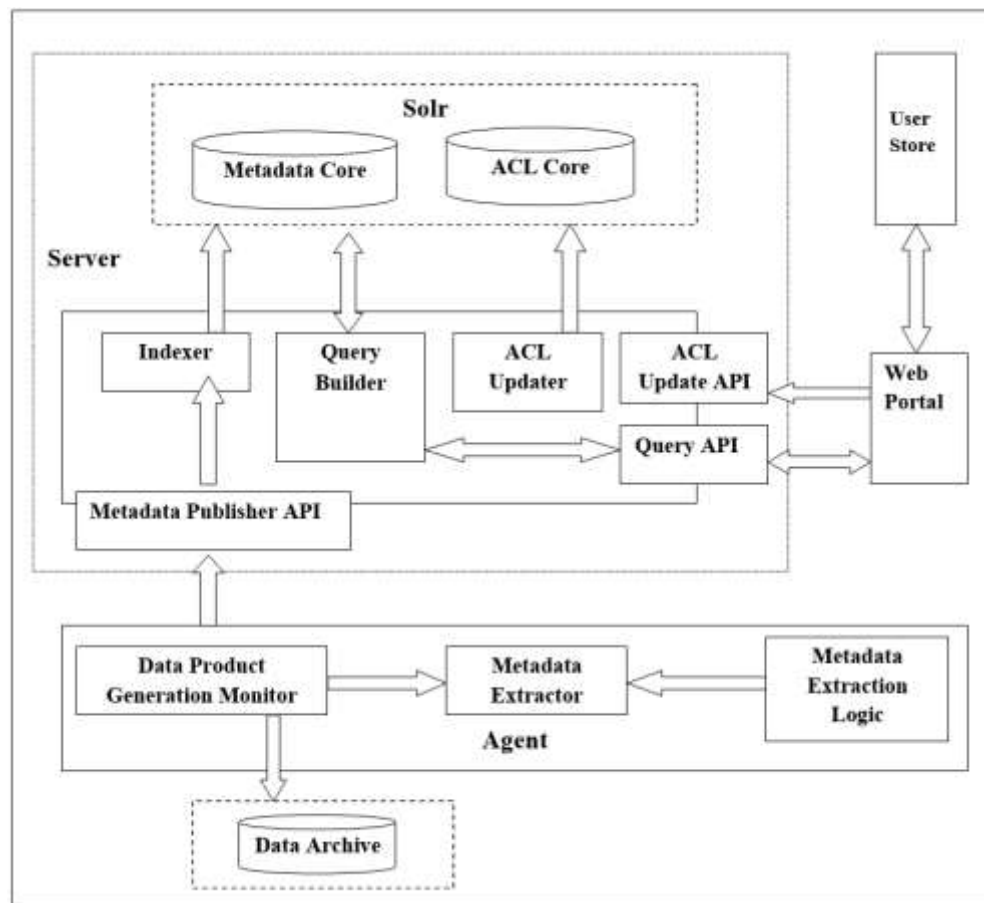 Solr
Metadata Core
ACL Core
User
Store
Server
Indexer
Query
Builder
ACL
Updater
ACL
Update API
Web
Portal
Query API
Metadata Publisher API
Data Product
Generation Monitor
Metadata
Extractor
Metadata
Extraction
Logic
Agent
Data Archive